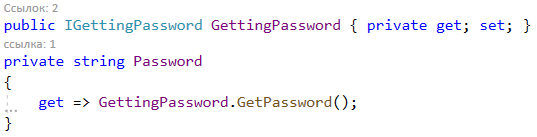 Ссылок: 2
public IGettingPassword GettingPassword { private get; set; }
ссылка: 1
private string Password
{
get => GettingPassword.GetPassword();
}